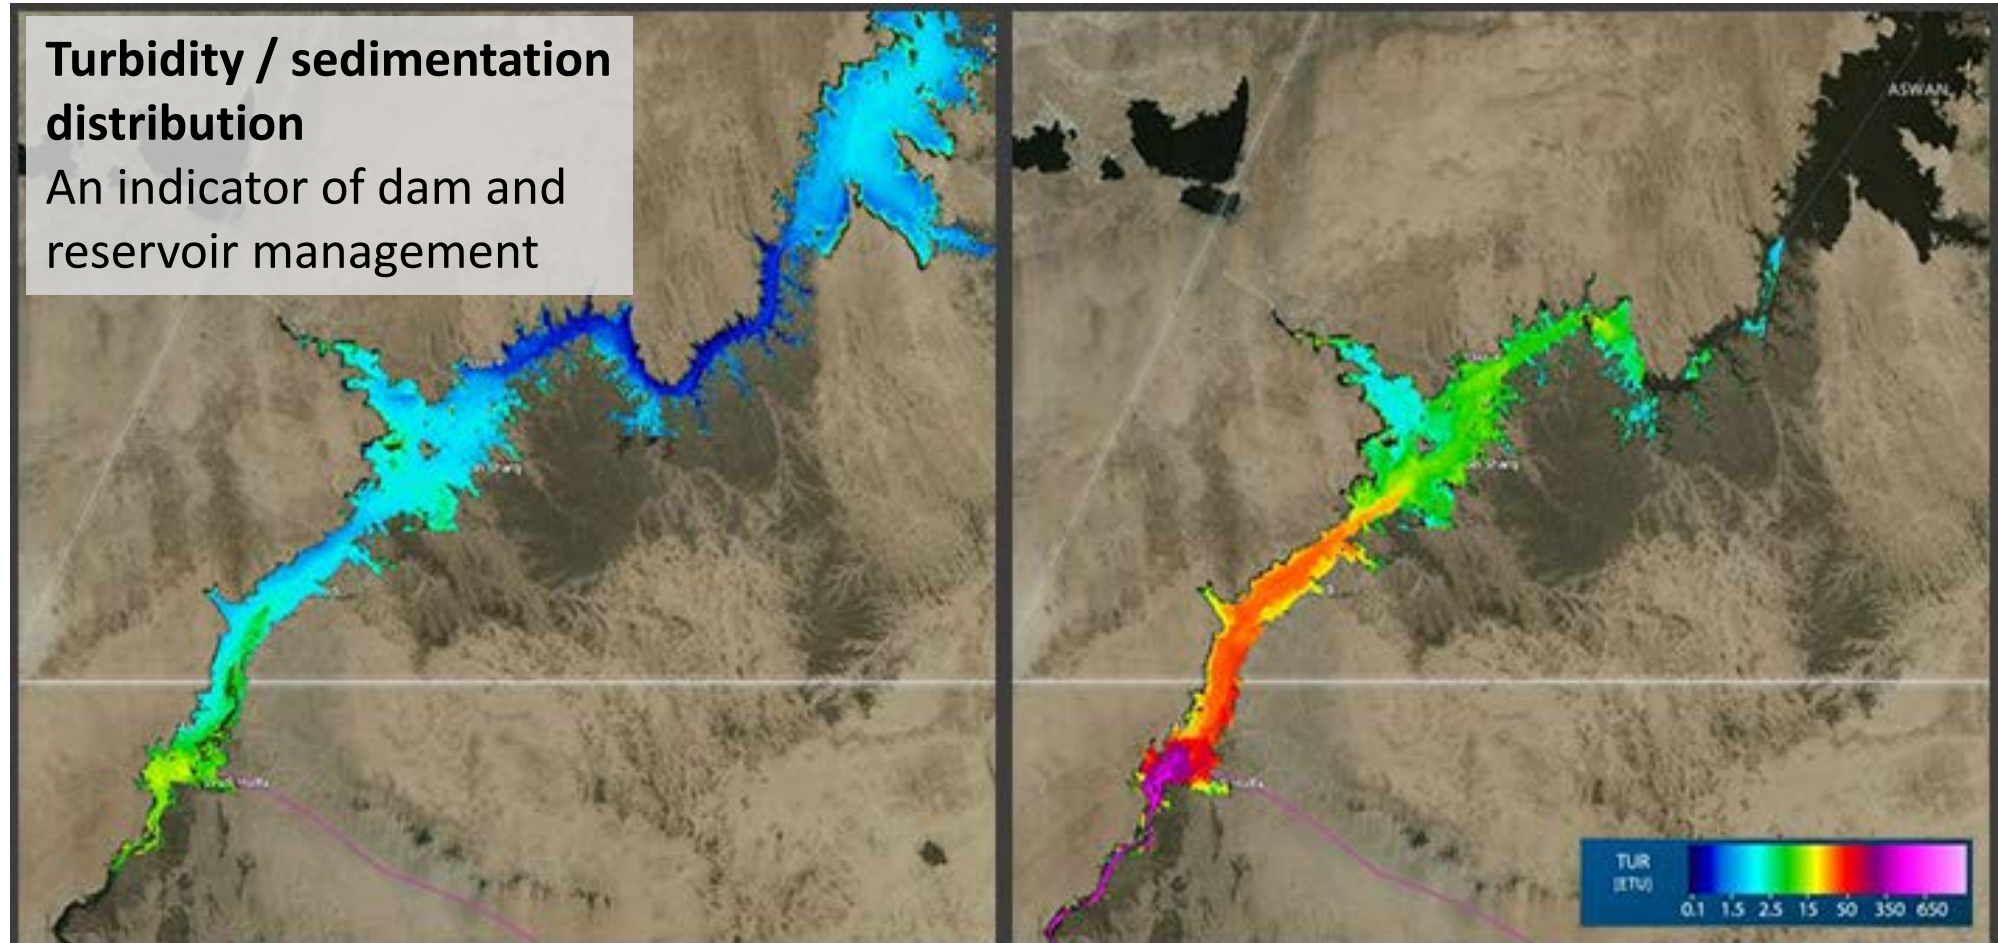 Turbidity / sedimentation
distribution
An indicator of dam and
reservoir management
ASWAN
TUR
[ETU]
0.1 1.5 2.5 15 50 350 650